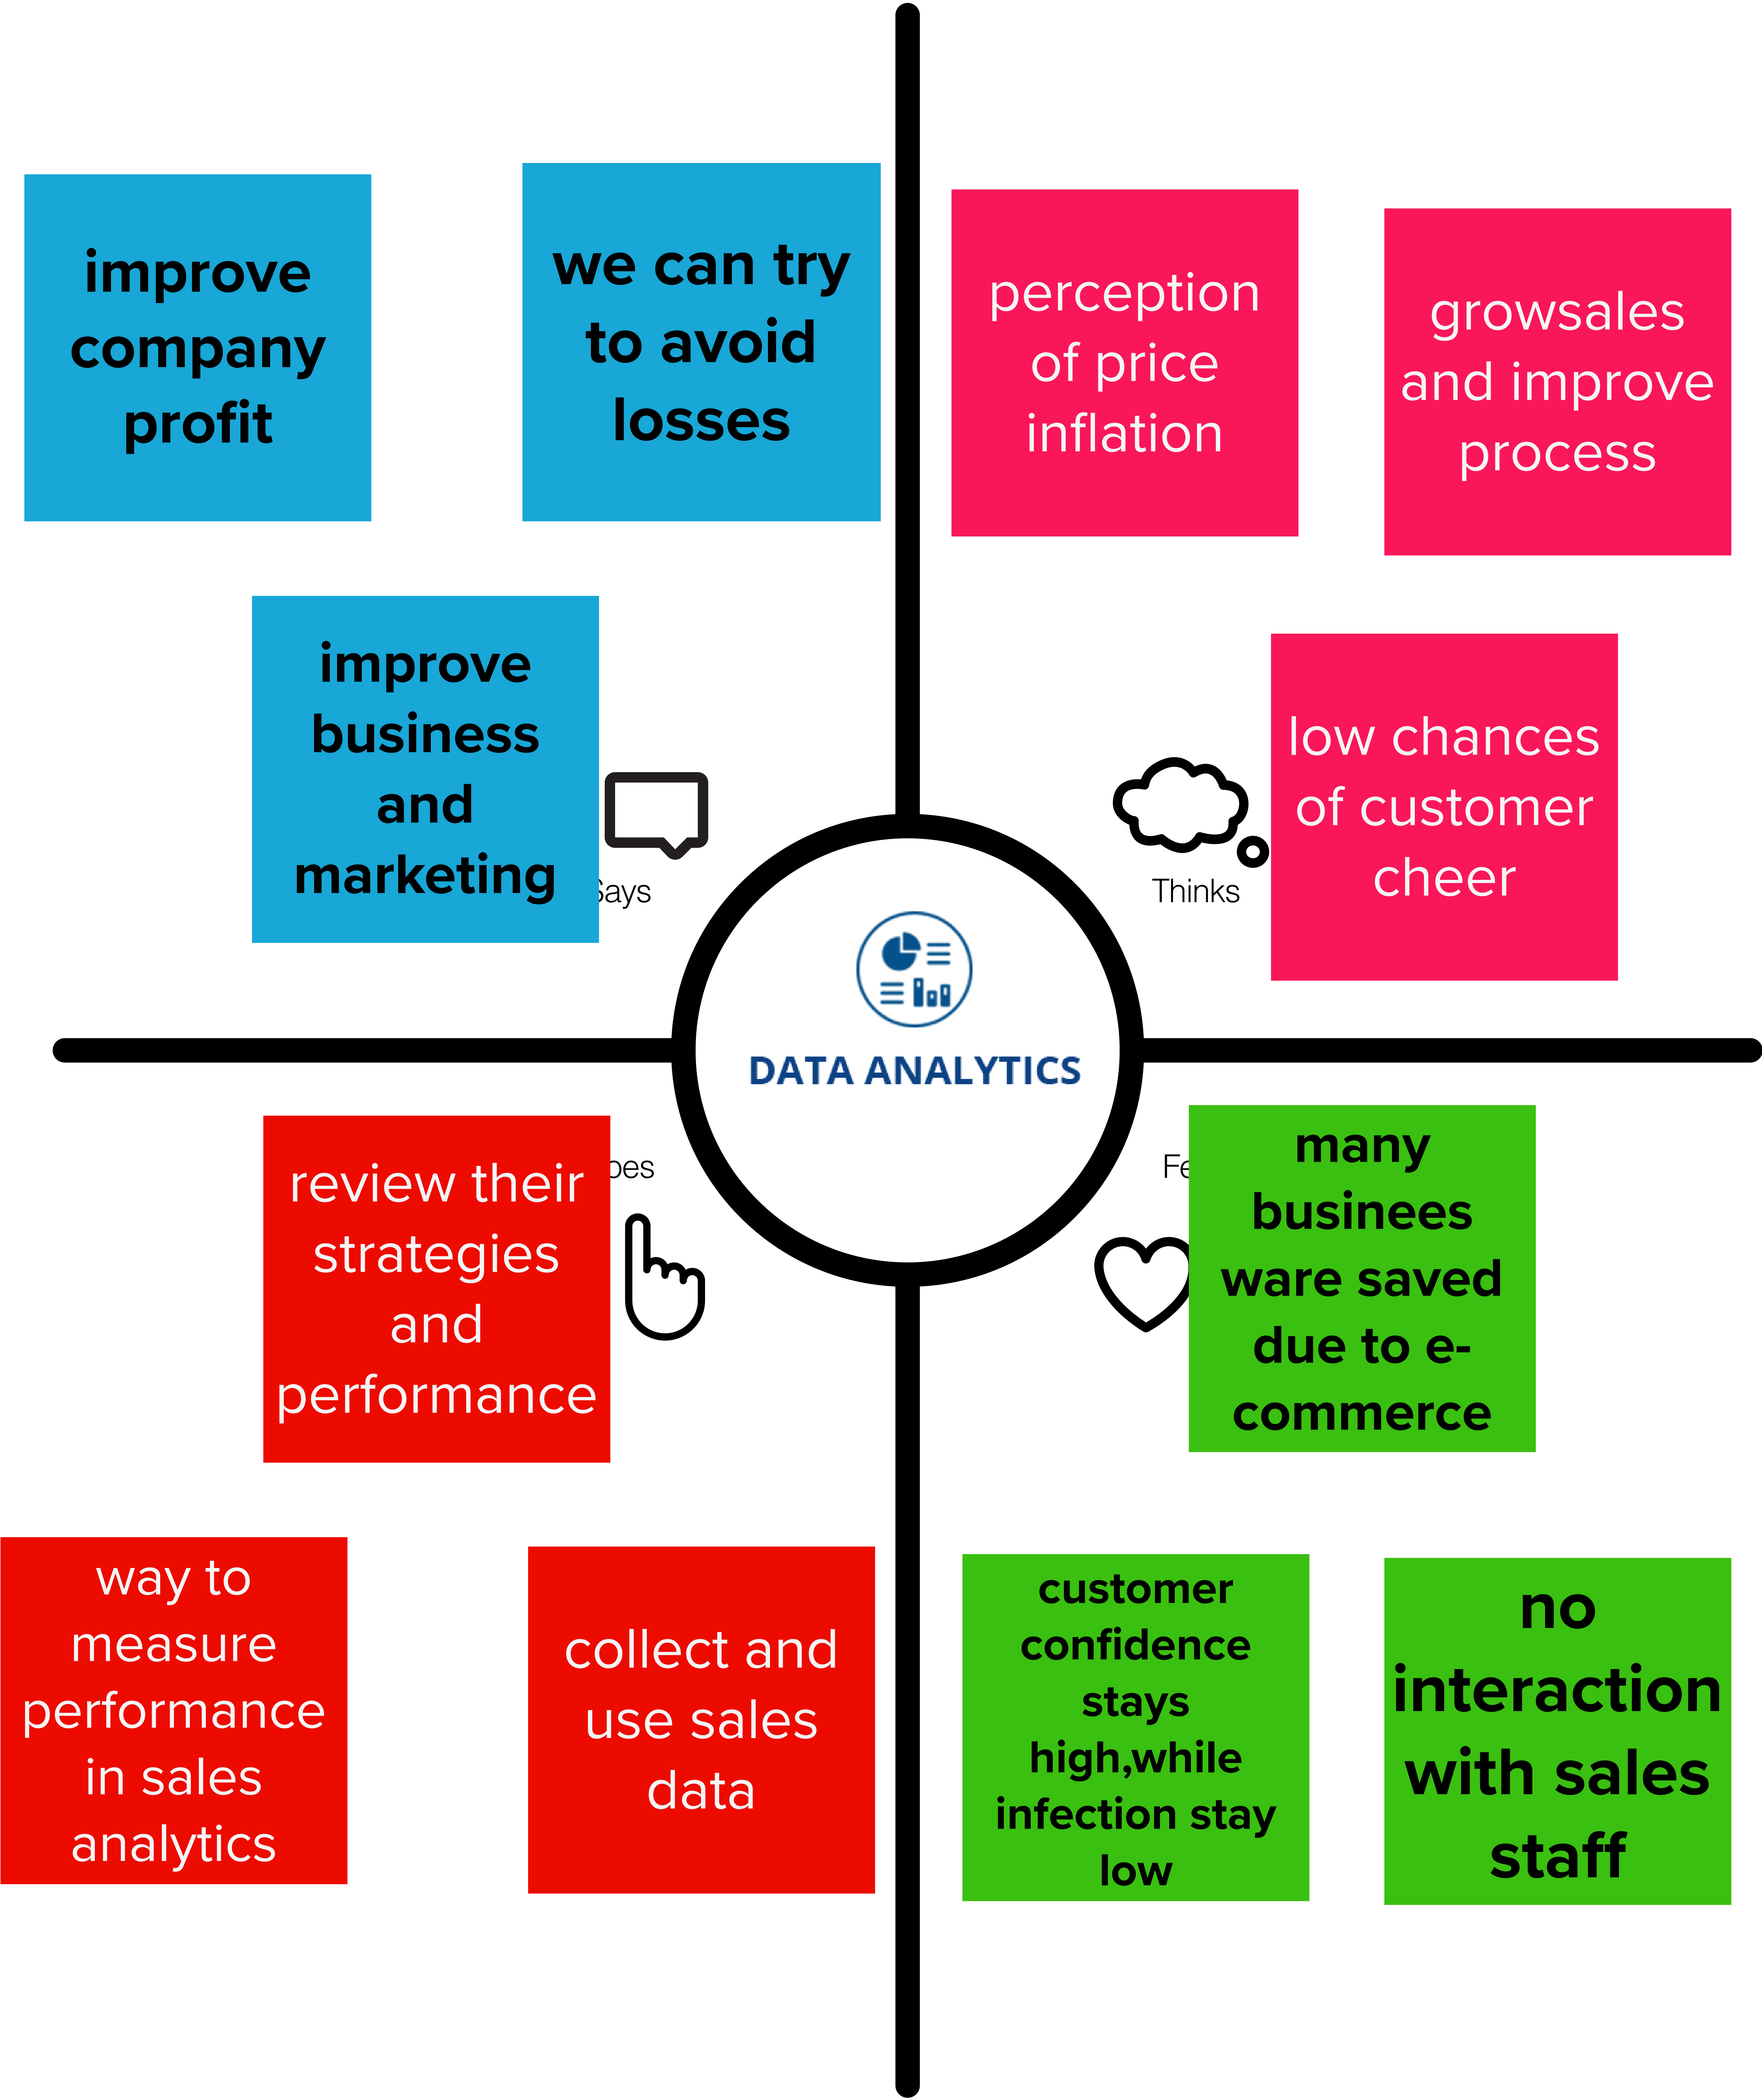 improve
company
profit
we can try
to avoid
losses
perception
of price
inflation
growsales
and improve
process
improve
business
and
marketing
low chances
of customer
cheer
Says
Thinks
DATA ANALYTICS
review their
strategies
and
performance
many
businees
ware saved
due to e-
commerce
way to
measure
performance
in sales
analytics
collect and
use sales
data
customer
confidence
stays
high,while
infection stay
low
no
interaction
with sales
staff